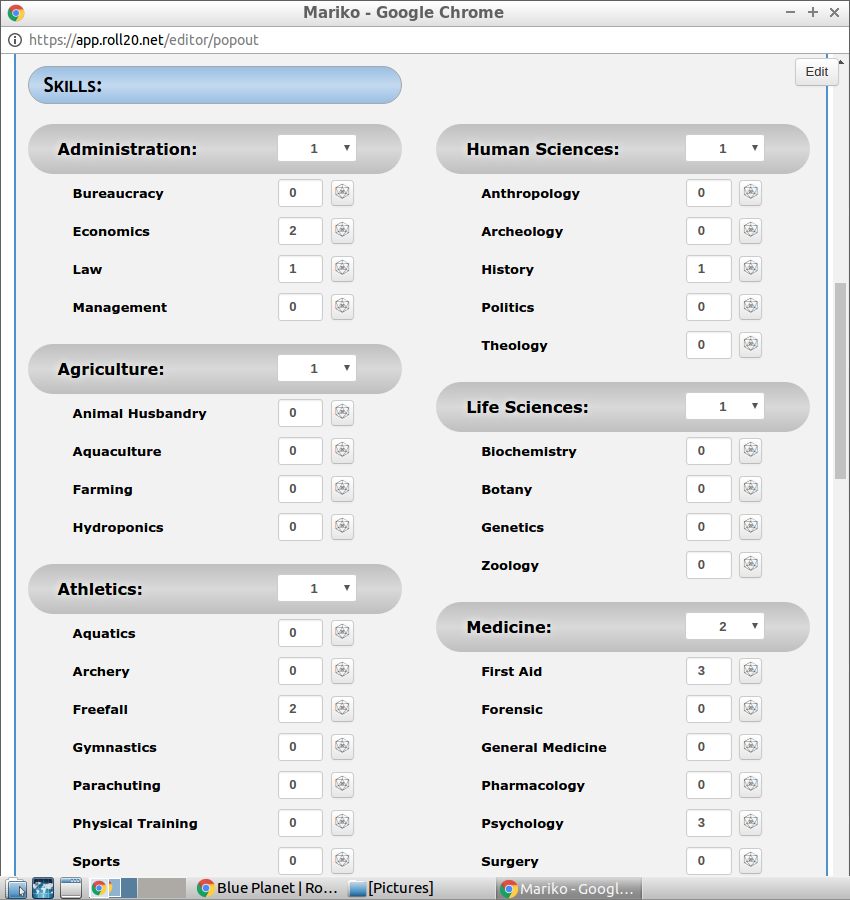 Mariko - Google Chrome
https://app.roll20.net/editor/popout
Edit
Skills:
Administration: 1
Bureaucracy 0
Economics 2
Law 1
Management 0
Agriculture: 1
Animal Husbandry 0
Aquaculture 0
Farming 0
Hydroponics 0
Athletics: 1
Aquatics 0
Archery 0
Freefall 2
Gymnastics 0
Parachuting 0
Physical Training 0
Sports 0
Human Sciences: 1
Anthropology 0
Archeology 0
History 1
Politics 0
Theology 0
Life Sciences: 1
Biochemistry 0
Botany 0
Genetics 0
Zoology 0
Medicine: 2
First Aid 3
Forensic 0
General Medicine 0
Pharmacology 0
Psychology 3
Surgery 0
Blue Planet | Ro... [Pictures] Mariko - Googl...